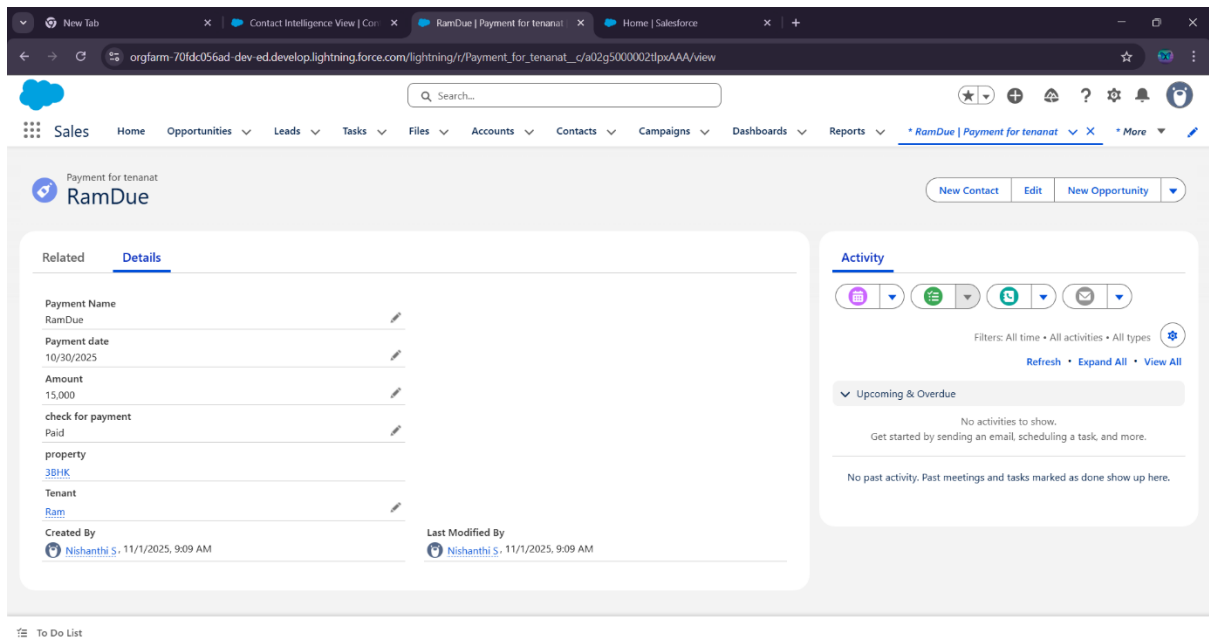 New Tab
Contact Intelligence View | Con
RamDue | Payment for tenanat
Home | Salesforce
orgfarm-70fdc056ad-dev-ed.develop.lightning.force.com/lightning/r/Payment_for_tenanat__c/a02g5000002tlpxAAA/view
Search...
Sales
Home
Opportunities
Leads
Tasks
Files
Accounts
Contacts
Campaigns
Dashboards
Reports
* RamDue | Payment for tenanat
* More
Payment for tenanat
RamDue
New Contact
Edit
New Opportunity
Related
Details
Payment Name
RamDue
Payment date
10/30/2025
Amount
15,000
check for payment
Paid
property
3BHK
Tenant
Ram
Created By
Nishanthi S, 11/1/2025, 9:09 AM
Last Modified By
Nishanthi S, 11/1/2025, 9:09 AM
Activity
Filters: All time • All activities • All types
Refresh • Expand All • View All
Upcoming & Overdue
No activities to show.
Get started by sending an email, scheduling a task, and more.
No past activity. Past meetings and tasks marked as done show up here.
To Do List